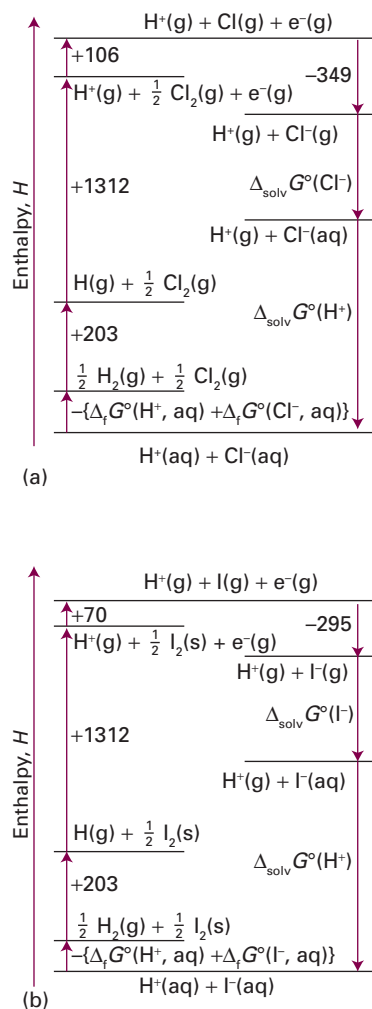 H⁺(g) + Cl(g) + e⁻(g)
+106
−349
H⁺(g) + ½ Cl₂(g) + e⁻(g)
H⁺(g) + Cl⁻(g)
+1312
Δ_solv G°(Cl⁻)
H⁺(g) + Cl⁻(aq)
H(g) + ½ Cl₂(g)
Δ_solv G°(H⁺)
+203
½ H₂(g) + ½ Cl₂(g)
−{Δ_f G°(H⁺, aq) +Δ_f G°(Cl⁻, aq)}
H⁺(aq) + Cl⁻(aq)
Enthalpy, H
(a)
H⁺(g) + I(g) + e⁻(g)
+70
−295
H⁺(g) + ½ I₂(s) + e⁻(g)
H⁺(g) + I⁻(g)
+1312
Δ_solv G°(I⁻)
H⁺(g) + I⁻(aq)
H(g) + ½ I₂(s)
Δ_solv G°(H⁺)
+203
½ H₂(g) + ½ I₂(s)
−{Δ_f G°(H⁺, aq) +Δ_f G°(I⁻, aq)}
H⁺(aq) + I⁻(aq)
Enthalpy, H
(b)